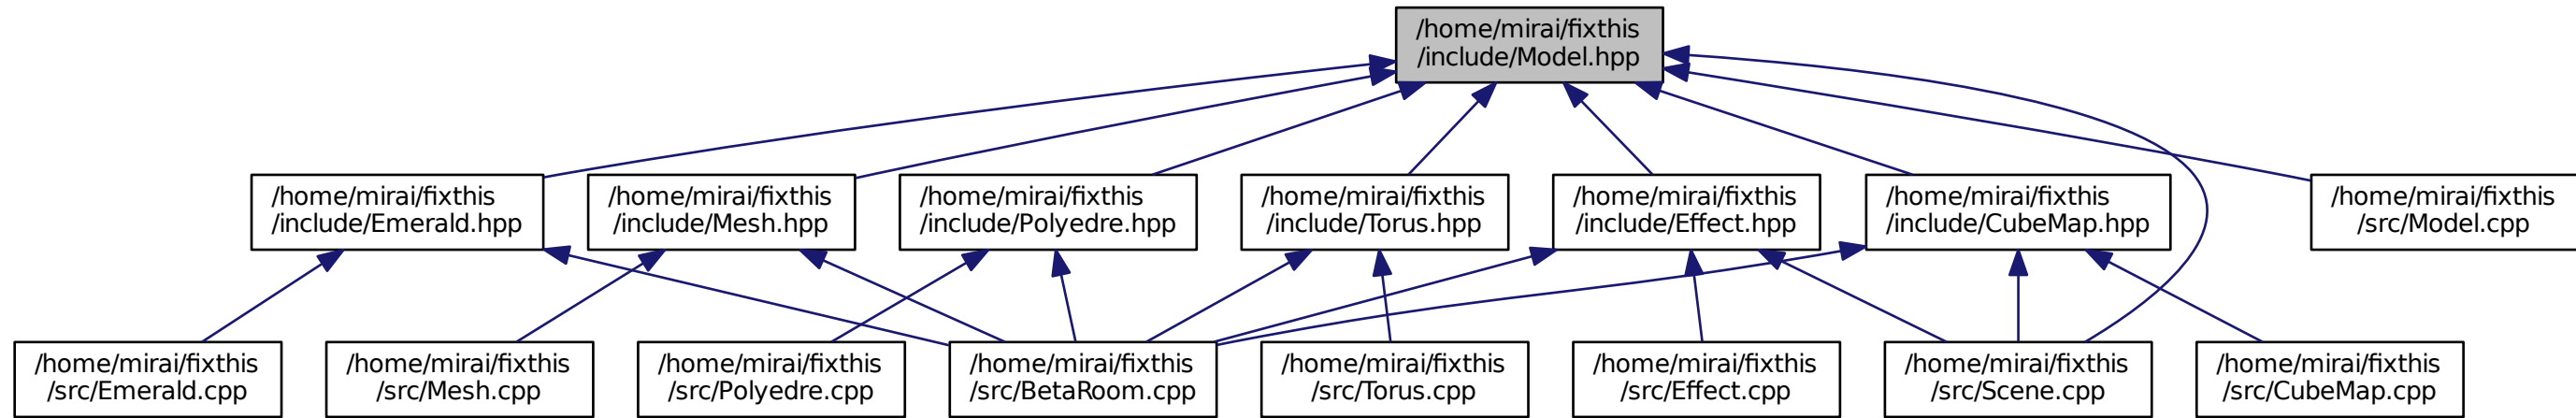 /home/mirai/fixthis
/include/Model.hpp
/home/mirai/fixthis
/include/Emerald.hpp
/home/mirai/fixthis
/include/Mesh.hpp
/home/mirai/fixthis
/include/Polyedre.hpp
/home/mirai/fixthis
/include/Torus.hpp
/home/mirai/fixthis
/include/Effect.hpp
/home/mirai/fixthis
/include/CubeMap.hpp
/home/mirai/fixthis
/src/Model.cpp
/home/mirai/fixthis
/src/Emerald.cpp
/home/mirai/fixthis
/src/Mesh.cpp
/home/mirai/fixthis
/src/Polyedre.cpp
/home/mirai/fixthis
/src/BetaRoom.cpp
/home/mirai/fixthis
/src/Torus.cpp
/home/mirai/fixthis
/src/Effect.cpp
/home/mirai/fixthis
/src/Scene.cpp
/home/mirai/fixthis
/src/CubeMap.cpp